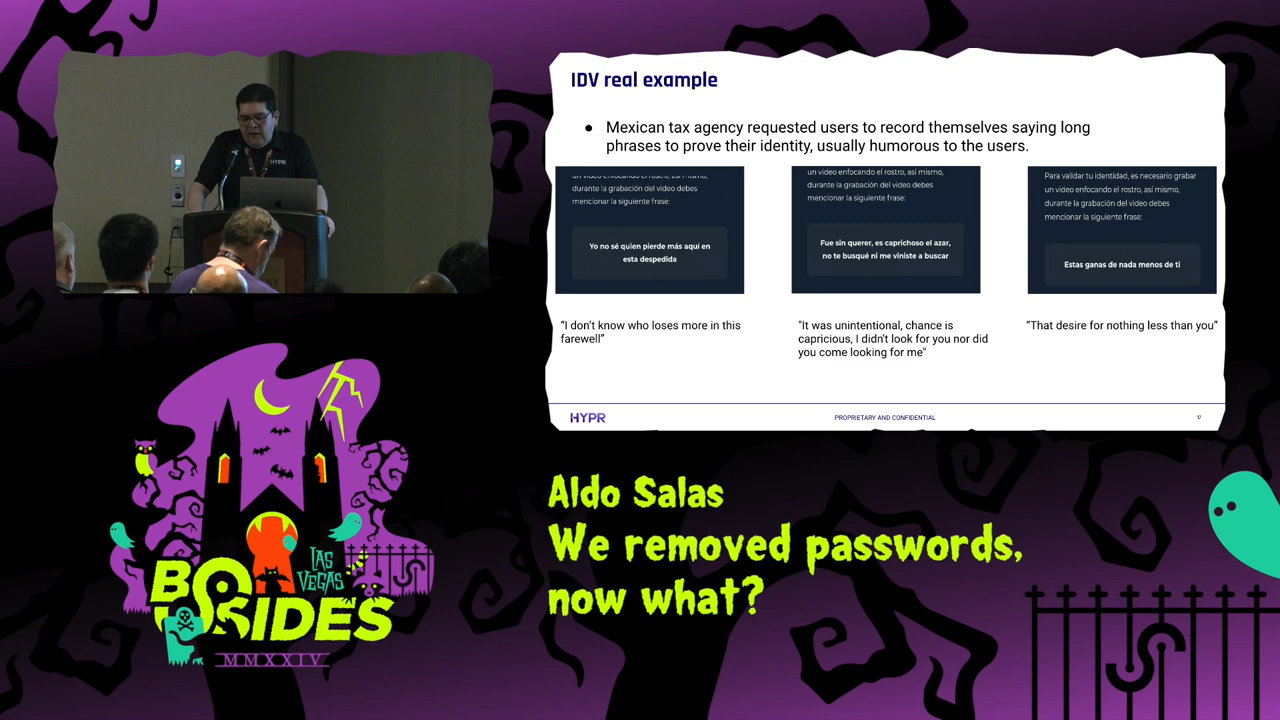 HYPR
IDV real example
● Mexican tax agency requested users to record themselves saying long
phrases to prove their identity, usually humorous to the users.
un video enfocando el rostro, así mismo,
durante la grabación del video debes
mencionar la siguiente frase:
Yo no sé quien pierde más aquí en
esta despedida
un video enfocando el rostro, así mismo,
durante la grabación del video debes
mencionar la siguiente frase:
Fue sin querer, es caprichoso el azar,
no te busqué ni me viniste a buscar
Para validar tu identidad, es necesario grabar
un video enfocando el rostro, así mismo,
durante la grabación del video debes
mencionar la siguiente frase:
Estas ganas de nada menos de ti
“I don’t know who loses more in this
farewell”
"It was unintentional, chance is
capricious, I didn't look for you nor did
you come looking for me"
“That desire for nothing less than you”
HYPR
PROPRIETARY AND CONFIDENTIAL
17
BSIDES
LAS
VEGAS
MMXXIV
Aldo Salas
We removed passwords,
now what?